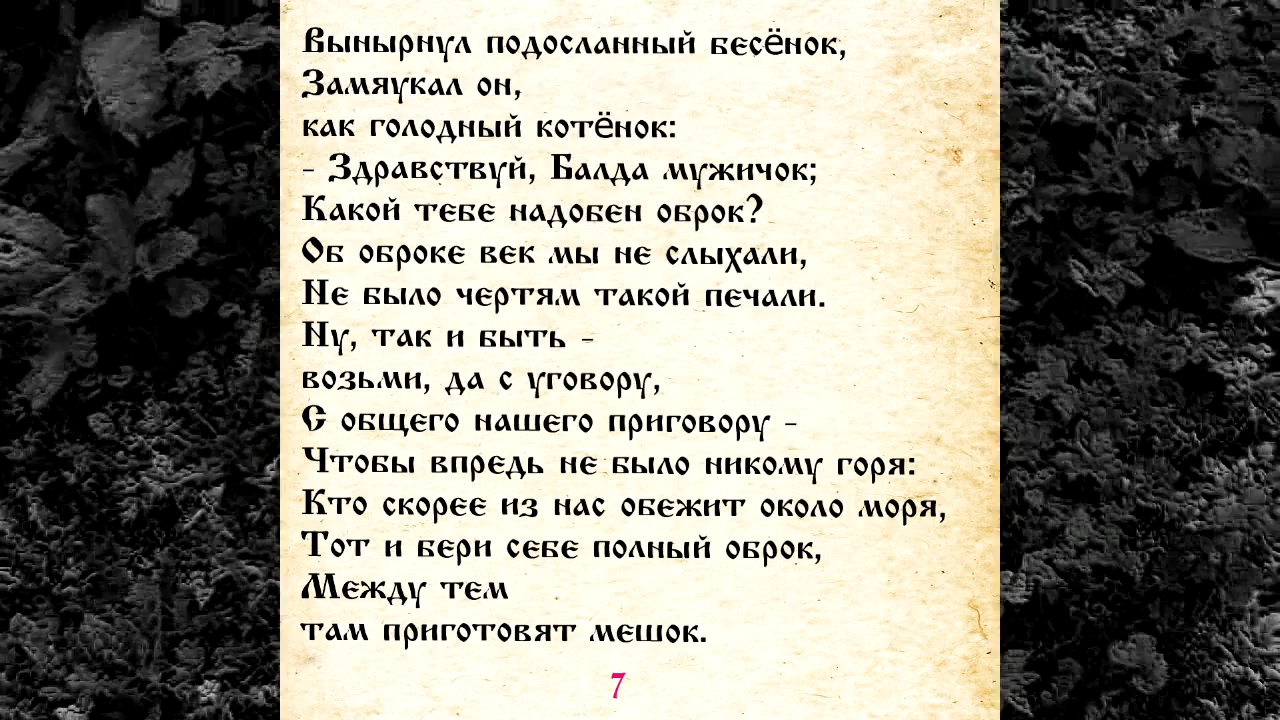 Вынырнул подосланный бесёнок,
Замяукал он,
как голодный котёнок:
- Здравствуй, Балда мужичок;
Какой тебе надобен оброк?
Об оброке век мы не слыхали,
Не было чертям такой печали.
Ну, так и быть -
возьми, да с уговору,
С общего нашего приговору -
Чтобы впредь не было никому горя:
Кто скорее из нас обежит около моря,
Тот и бери себе полный оброк,
Между тем
там приготовят мешок.
7